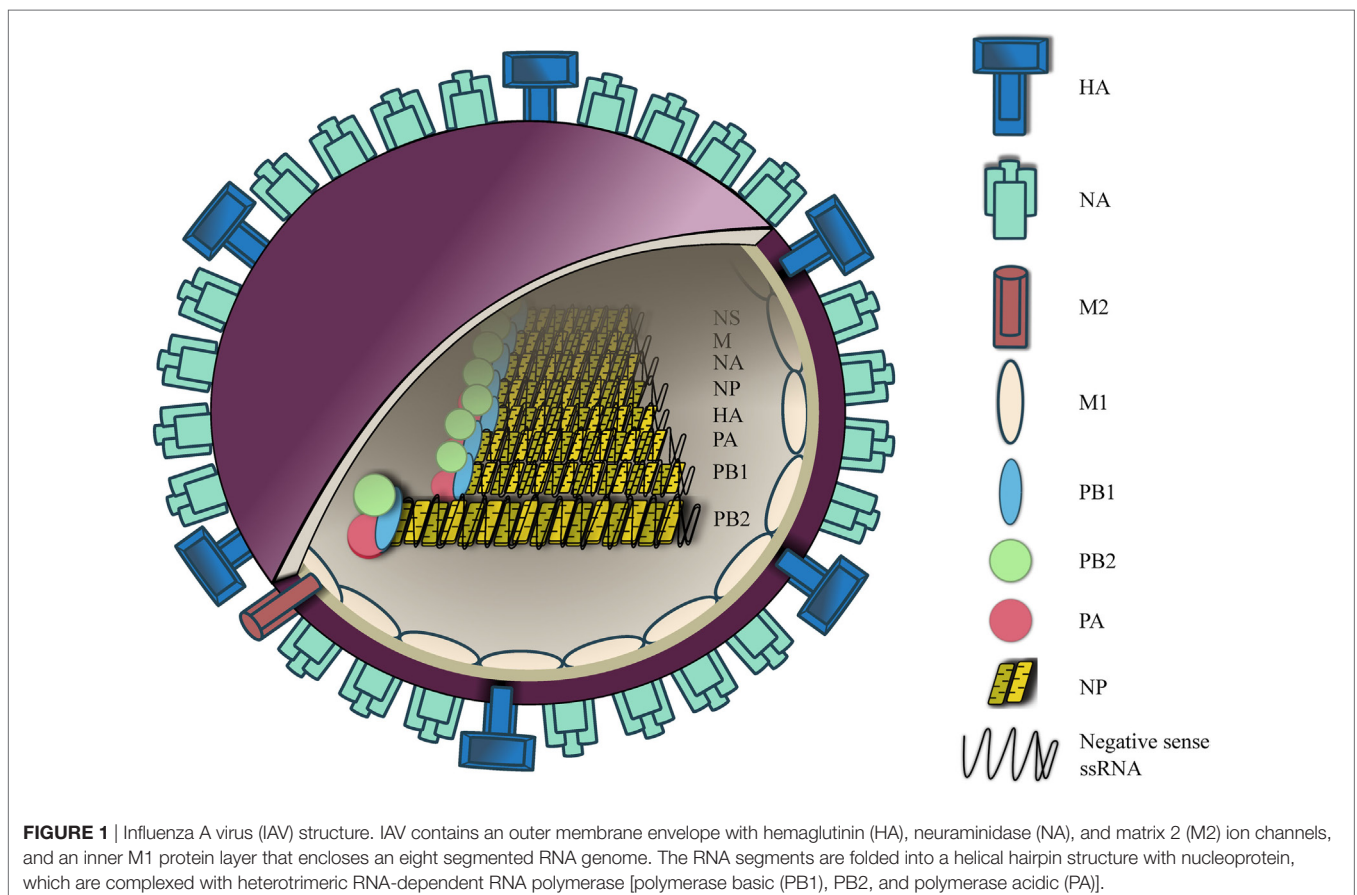 HA
NA
M2
M1
PB1
PB2
PA
NP
Negative sense
ssRNA
NS
M
NA
NP
HA
PA
PB1
PB2
FIGURE 1 | Influenza A virus (IAV) structure. IAV contains an outer membrane envelope with hemaglutinin (HA), neuraminidase (NA), and matrix 2 (M2) ion channels,
and an inner M1 protein layer that encloses an eight segmented RNA genome. The RNA segments are folded into a helical hairpin structure with nucleoprotein,
which are complexed with heterotrimeric RNA-dependent RNA polymerase [polymerase basic (PB1), PB2, and polymerase acidic (PA)].